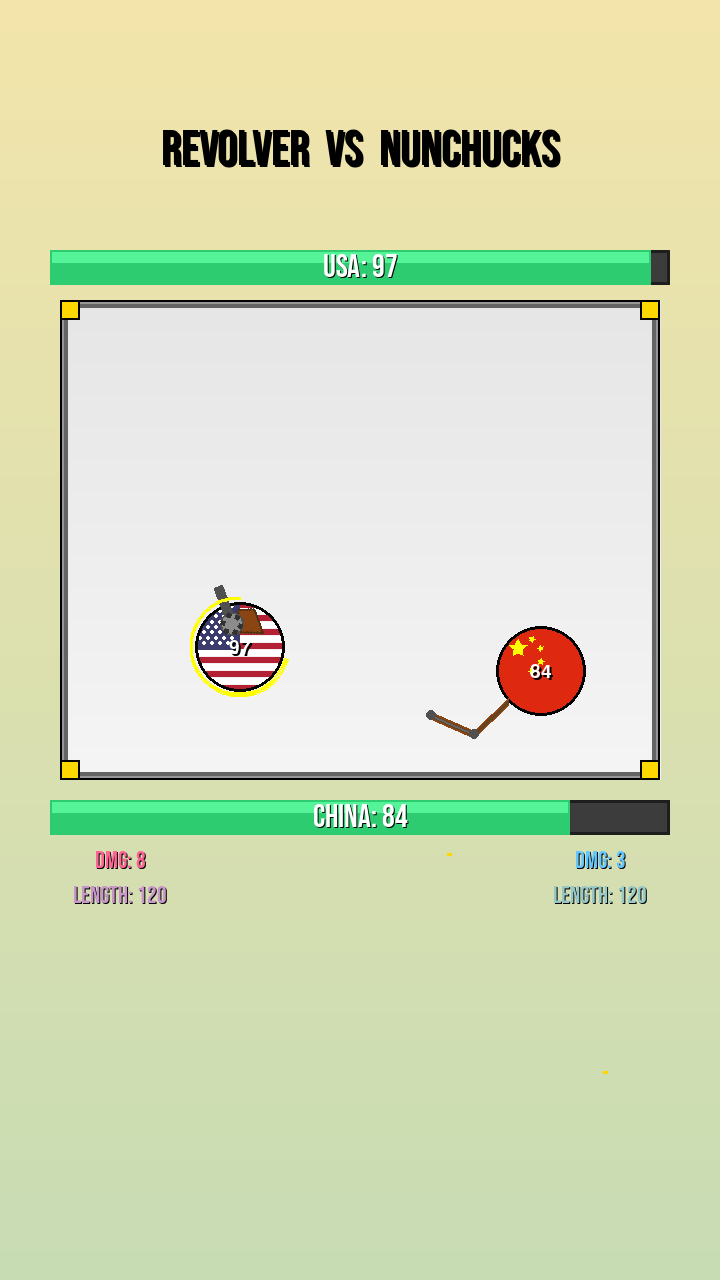 REVOLVER VS NUNCHUCKS
USA: 97
97
84
CHINA: 84
DMG: 8
DMG: 3
LENGTH: 120
LENGTH: 120